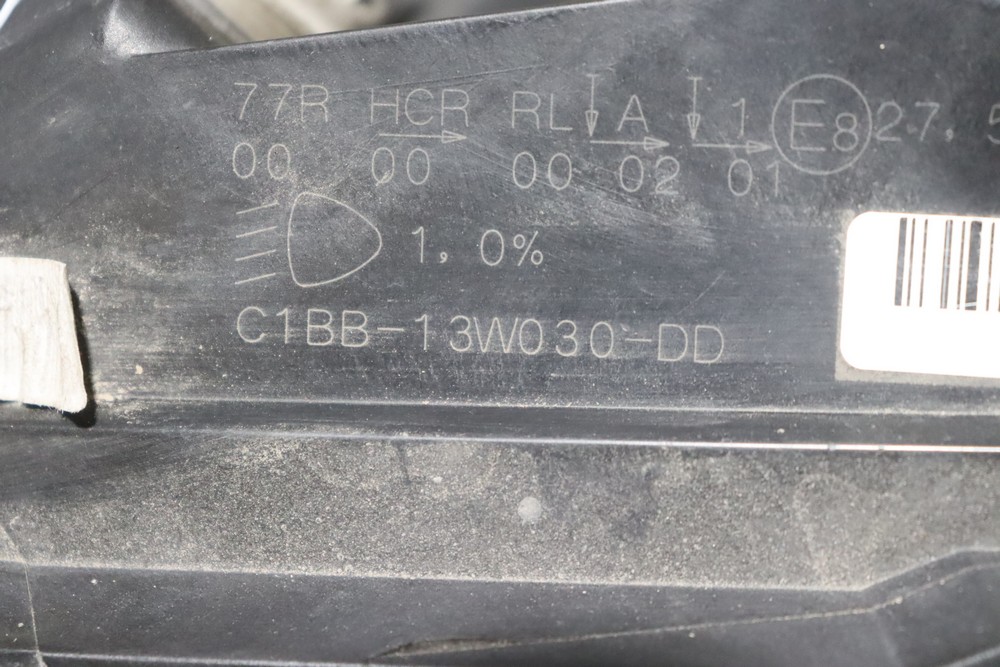 77R HCR RL A 1 E8 27.5
00 00 00 02 01
1,0%
C1BB-13W030-DD